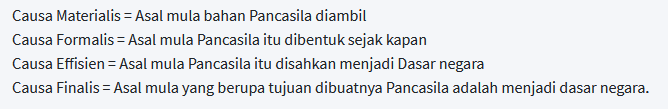 Causa Materialis = Asal mula bahan Pancasila diambil
Causa Formalis = Asal mula Pancasila itu dibentuk sejak kapan
Causa Effisien = Asal mula Pancasila itu disahkan menjadi Dasar negara
Causa Finalis = Asal mula yang berupa tujuan dibuatnya Pancasila adalah menjadi dasar negara.